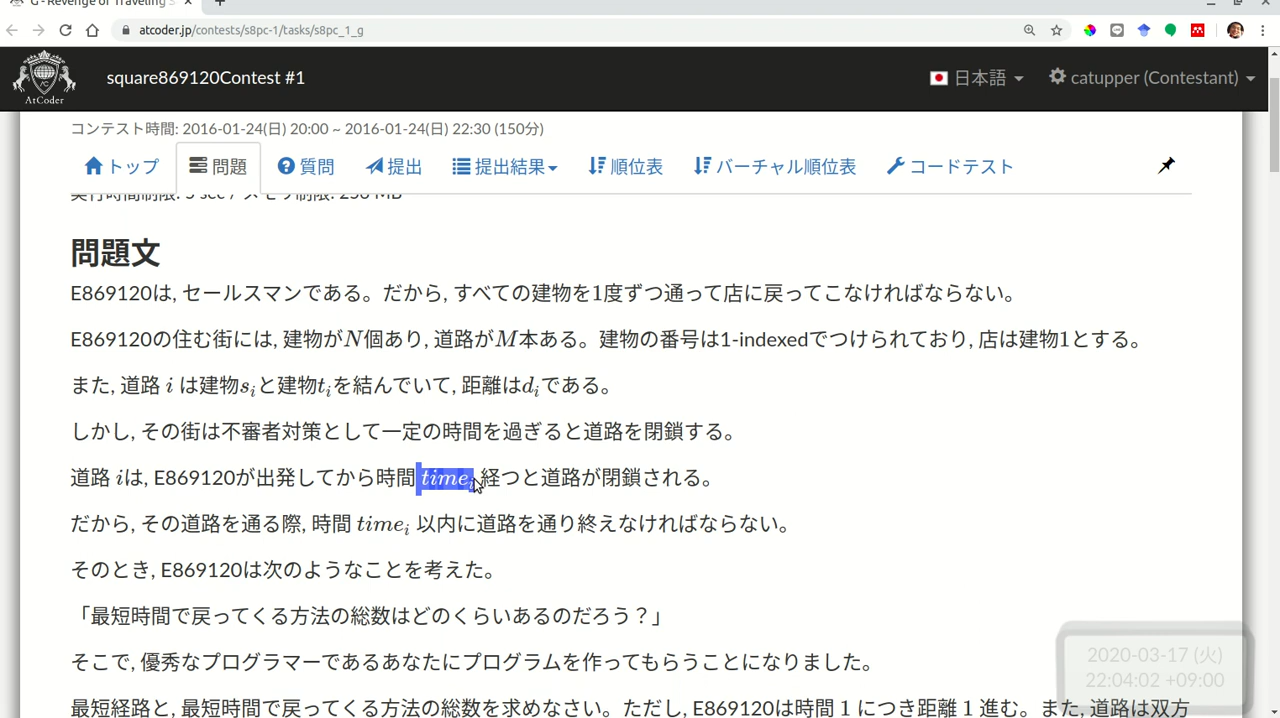 G - Revenge of Traveling S
atcoder.jp/contests/s8pc-1/tasks/s8pc_1_g
AtCoder
square869120Contest #1
日本語
catupper (Contestant)
コンテスト時間: 2016-01-24(日) 20:00 ~ 2016-01-24(日) 22:30 (150分)
トップ 問題 質問 提出 提出結果 順位表 バーチャル順位表 コードテスト
実行時間制限: 5 sec / メモリ制限: 256 MB
問題文
E869120は, セールスマンである。だから, すべての建物を1度ずつ通って店に戻ってこなければならない。
E869120の住む街には, 建物がN個あり, 道路がM本ある。建物の番号は1-indexedでつけられており, 店は建物1とする。
また, 道路 i は建物s_iと建物t_iを結んでいて, 距離はd_iである。
しかし, その街は不審者対策として一定の時間を過ぎると道路を閉鎖する。
道路 iは, E869120が出発してから時間 time_i 経つと道路が閉鎖される。
だから, その道路を通る際, 時間 time_i 以内に道路を通り終えなければならない。
そのとき, E869120は次のようなことを考えた。
「最短時間で戻ってくる方法の総数はどのくらいあるのだろう？」
そこで, 優秀なプログラマーであるあなたにプログラムを作ってもらうことになりました。
最短経路と, 最短時間で戻ってくる方法の総数を求めなさい。ただし, E869120は時間 1 につき距離 1 進む。また, 道路は双方
2020-03-17 (火)
22:04:02 +09:00